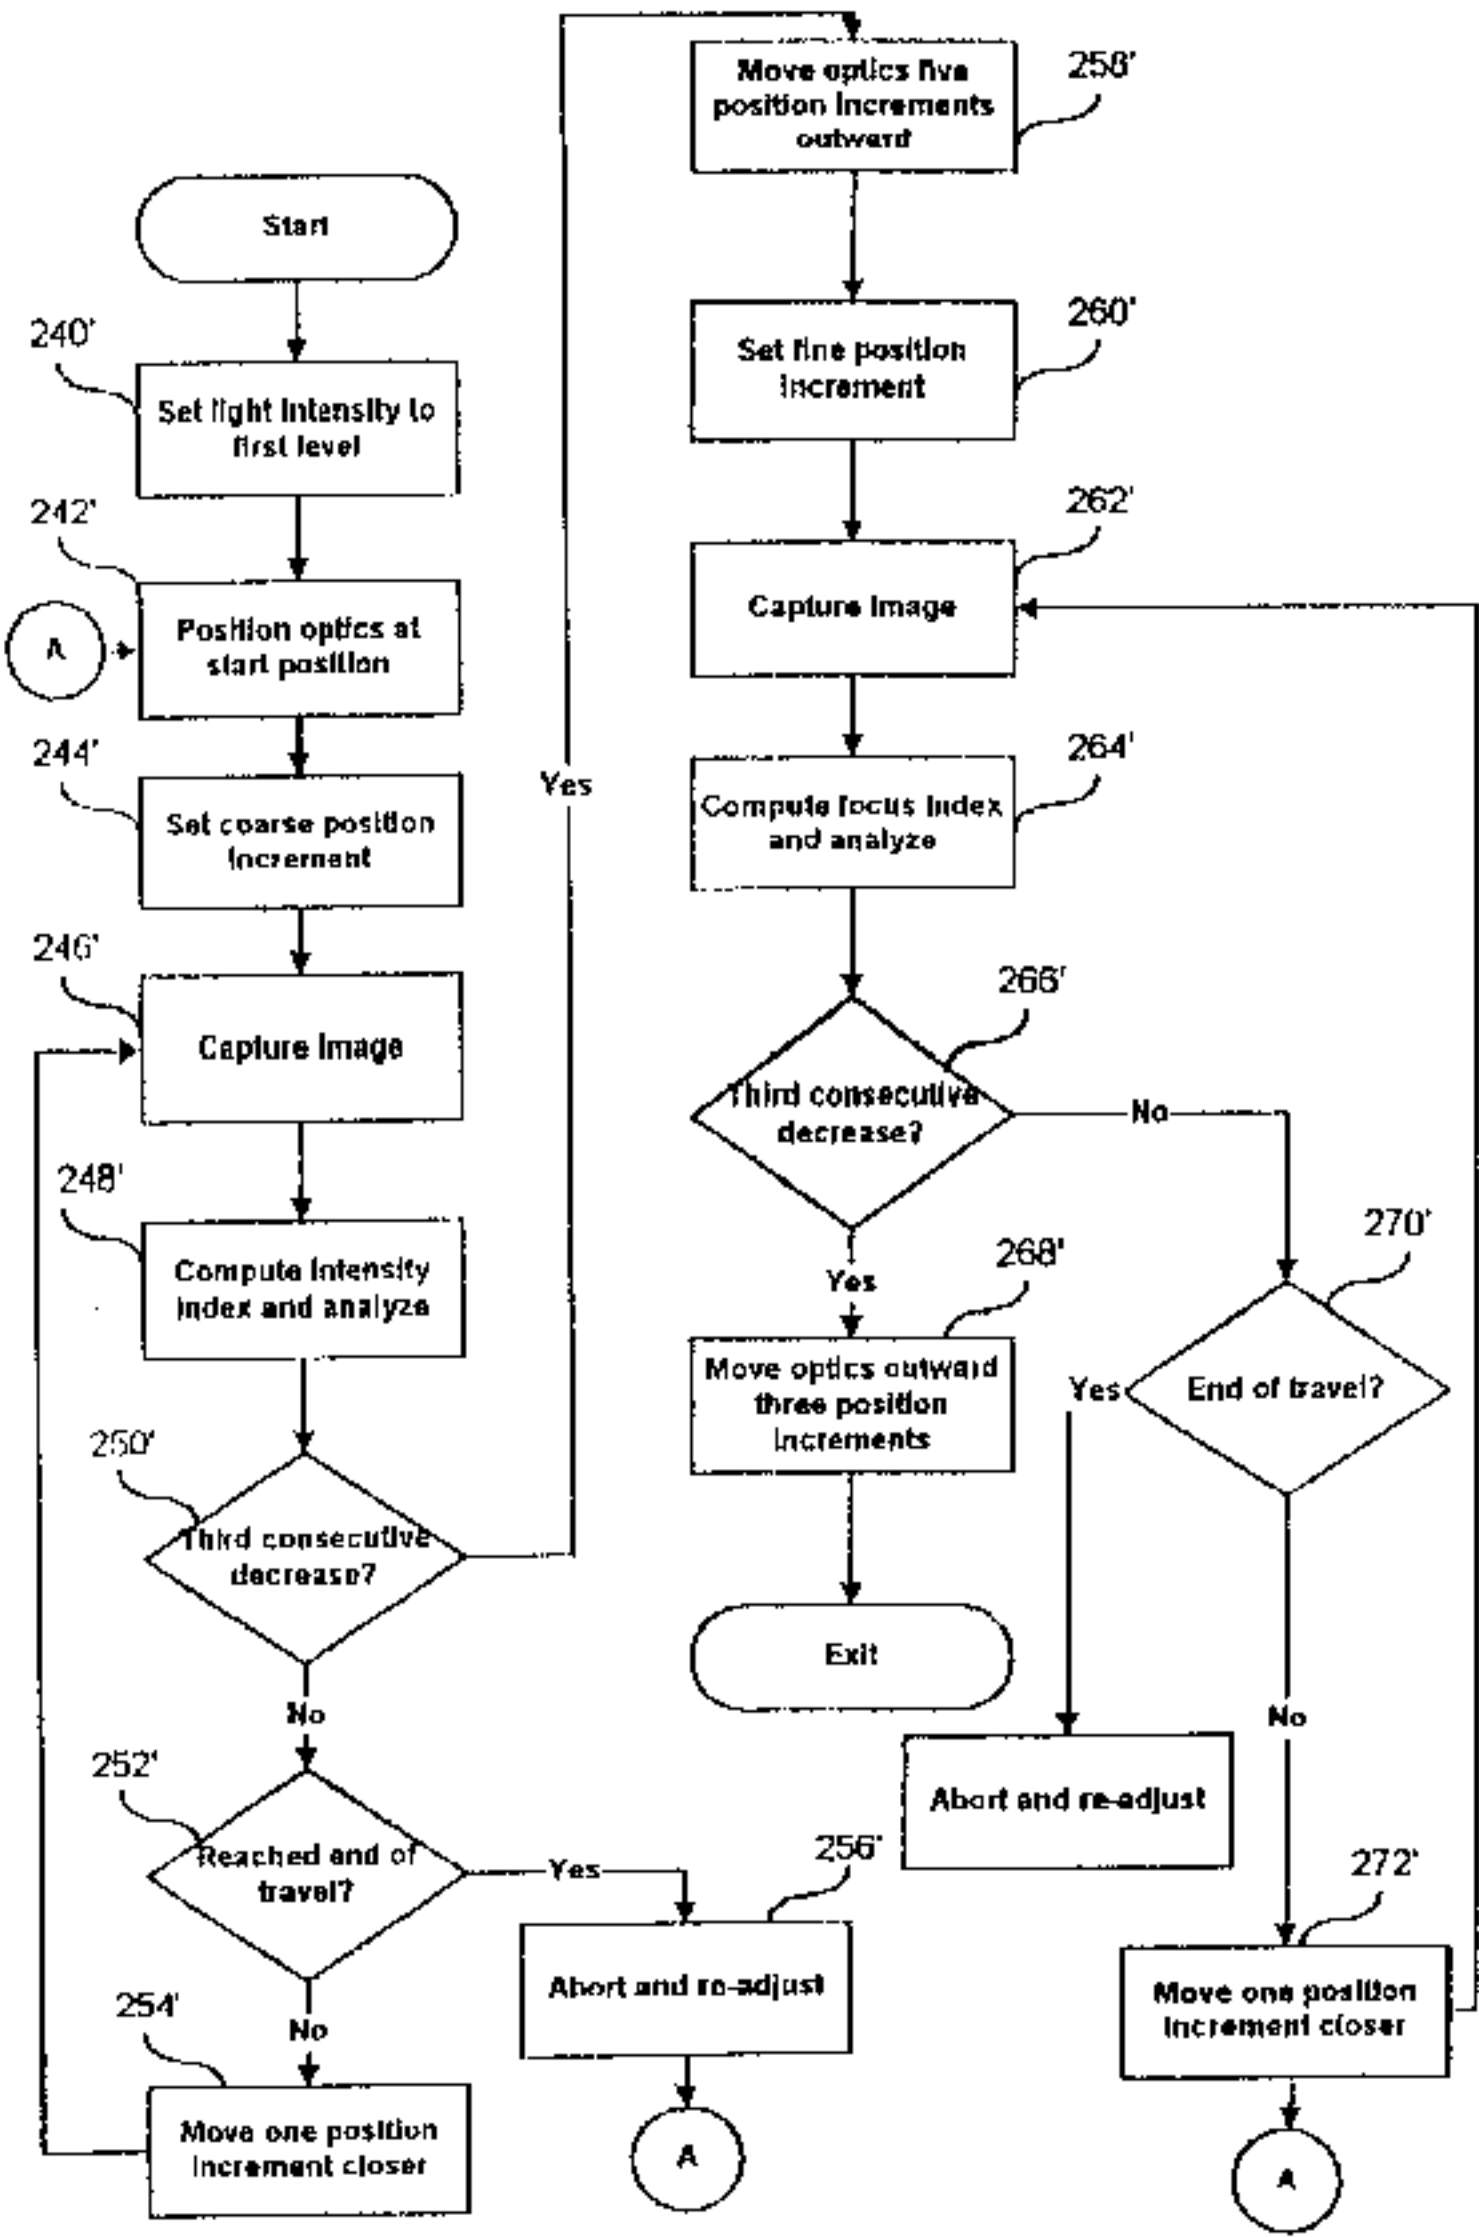 Start
240'
Set light intensity to
first level
242'
A
Position optics at
start position
244'
Set coarse position
increment
246'
Capture Image
248'
Compute intensity
index and analyze
250'
Third consecutive
decrease?
Yes
No
252'
Reached end of
travel?
Yes
256'
Abort and re-adjust
A
No
254'
Move one position
increment closer
258'
Move optics five
position increments
outward
260'
Set fine position
increment
262'
Capture Image
264'
Compute focus index
and analyze
266'
Third consecutive
decrease?
No
Yes
268'
Move optics outward
three position
increments
Exit
270'
End of travel?
Yes
Abort and re-adjust
No
272'
Move one position
increment closer
A